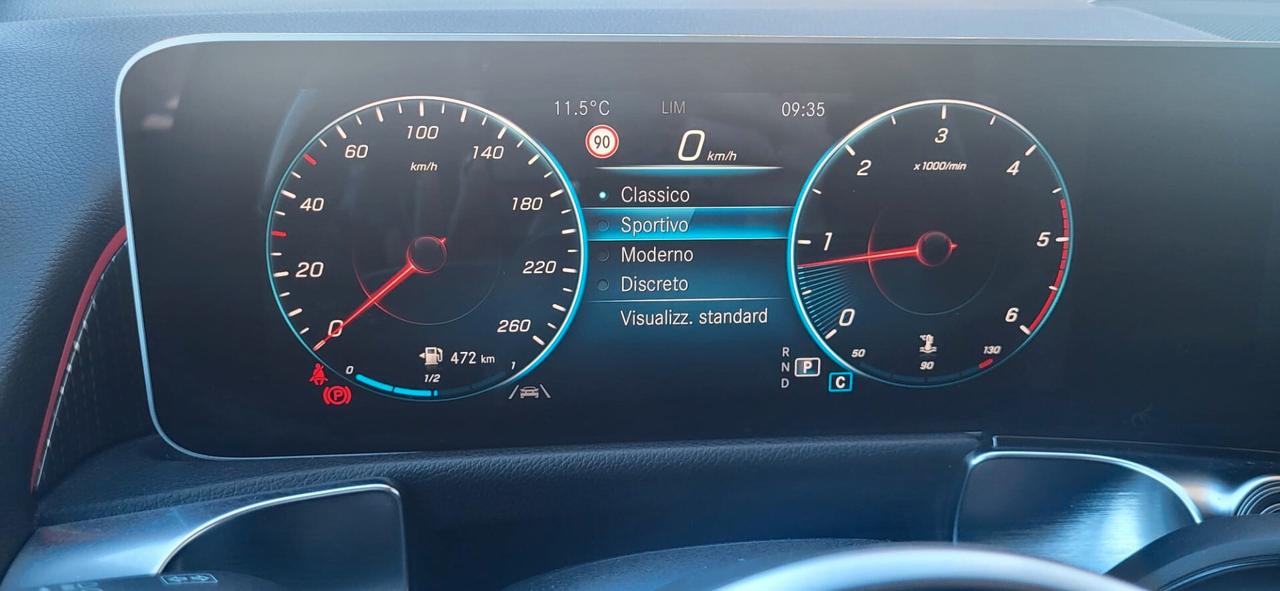 11.5°C LIM 09:35
90 0 km/h
Classico
Sportivo
Moderno
Discreto
Visualizz. standard
0 20 40 60 100 140 180 220 260
km/h
472 km
0 1/2 1
P
0 1 2 3 4 5 6
x1000/min
°C
50 90 130
R
N P
D
C